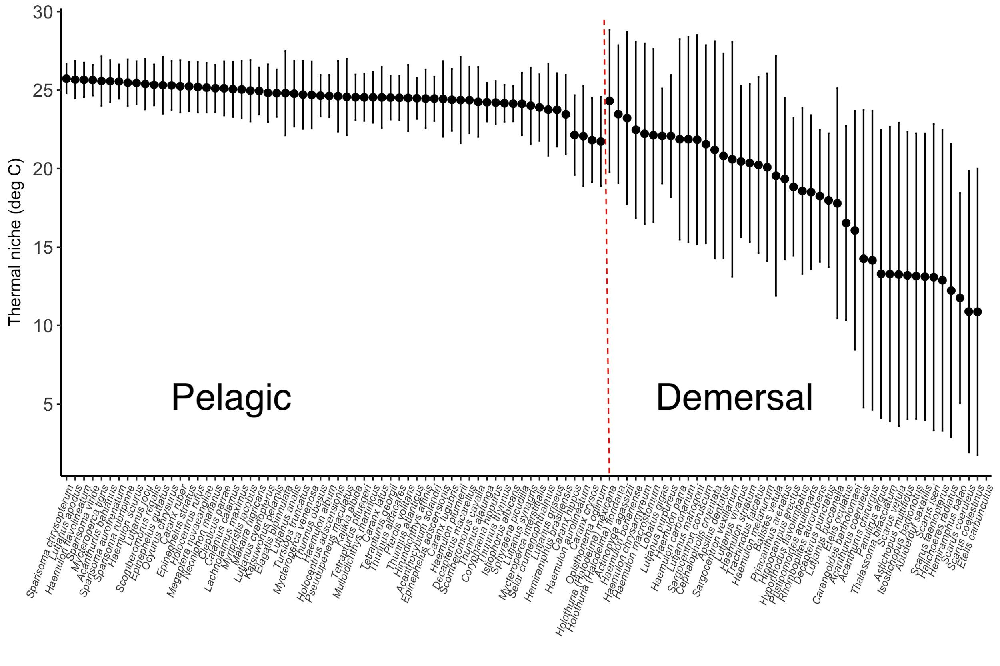 30
25
20
15
10
5
Thermal niche (deg C)
Pelagic
Demersal
Sparisoma chrysopterum
Lutjanus apodus
Haemulon flavolineatum
Sparisoma viride
Mycteroperca tigris
Acanthurus bahianus
Sparisoma aurofrenatum
Sparisoma rubripinne
Haemulon sciurus
Lutjanus jocu
Scomberomorus regalis
Epinephelus guttatus
Ocyurus chrysurus
Caranx ruber
Epinephelus striatus
Holocentrus rufus
Megaptera novaeangliae
Neoniphon marianus
Clepticus parrae
Calamus calamus
Lachnolaimus maximus
Myripristis jacobus
Makaira nigricans
Lutjanus cyanopterus
Katsuwonus pelamis
Elagatis bipinnulata
Lutjanus analis
Tursiops truncatus
Mycteroperca venenosa
Thunnus obesus
Haemulon album
Holocentrus adscensionis
Pseudupeneus maculatus
Kajikia albida
Tetrapturus pfluegeri
Mulloidichthys martinicus
Caranx latus
Tetrapturus georgii
Thunnus albacares
Pterois volitans
Thunnus atlanticus
Hirundichthys affinis
Acanthocybium solandri
Epinephelus adscensionis
Caranx lugubris
Haemulon plumierii
Decapterus macarellus
Scomberomorus cavalla
Thunnus alalunga
Coryphaena hippurus
Thunnus thynnus
Istiophorus albicans
Sphyraena picudilla
Lutjanus synagris
Mycteroperca interstitialis
Selar crumenophthalmus
Lutjanus griseus
Hemiramphus brasiliensis
Caranx hippos
Haemulon aurolineatum
Caranx crysos
Opisthonema oglinum
Holothuria (Halodeima) mexicana
Holothuria (Halodeima) floridana
Actinopyga agassizii
Haemulon bonariense
Haemulon chrysargyreum
Haemulon macrostomum
Lobatus gigas
Lutjanus purpureus
Haemulon parra
Haemulon carbonarium
Lutjanus mahogoni
Sargocentron coruscum
Cephalopholis cruentata
Apsilus dentatus
Sargocentron vexillarium
Lutjanus vivanus
Haemulon striatum
Trachinotus falcatus
Haemulon melanurum
Balistes vetula
Priacanthus arenatus
Hippocampus erectus
Hyporthodus flavolimbatus
Pristipomoides aquilonaris
Rhomboplites aurorubens
Decapterus punctatus
Lutjanus buccanella
Etelis oculatus
Carangoides bartholomaei
Acanthurus coeruleus
Acanthurus chirurgus
Panulirus argus
Thalassoma bifasciatum
Scarus vetula
Astichopus multifidus
Isostichopus badionotus
Abudefduf saxatilis
Scarus iseri
Scarus taeniopterus
Halichoeres radiatus
Hemiramphus balao
Scarus coeruleus
Scarus coelestinus
Etelis carbunculus